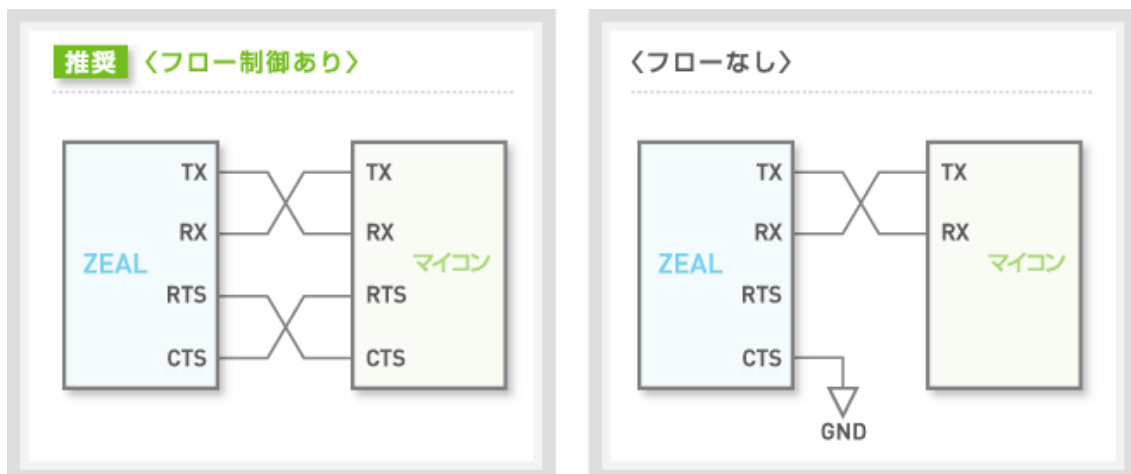 推奨 〈フロー制御あり〉
TX TX
RX RX
ZEAL マイコン
RTS RTS
CTS CTS
〈フローなし〉
TX TX
RX RX
ZEAL マイコン
RTS
CTS
GND